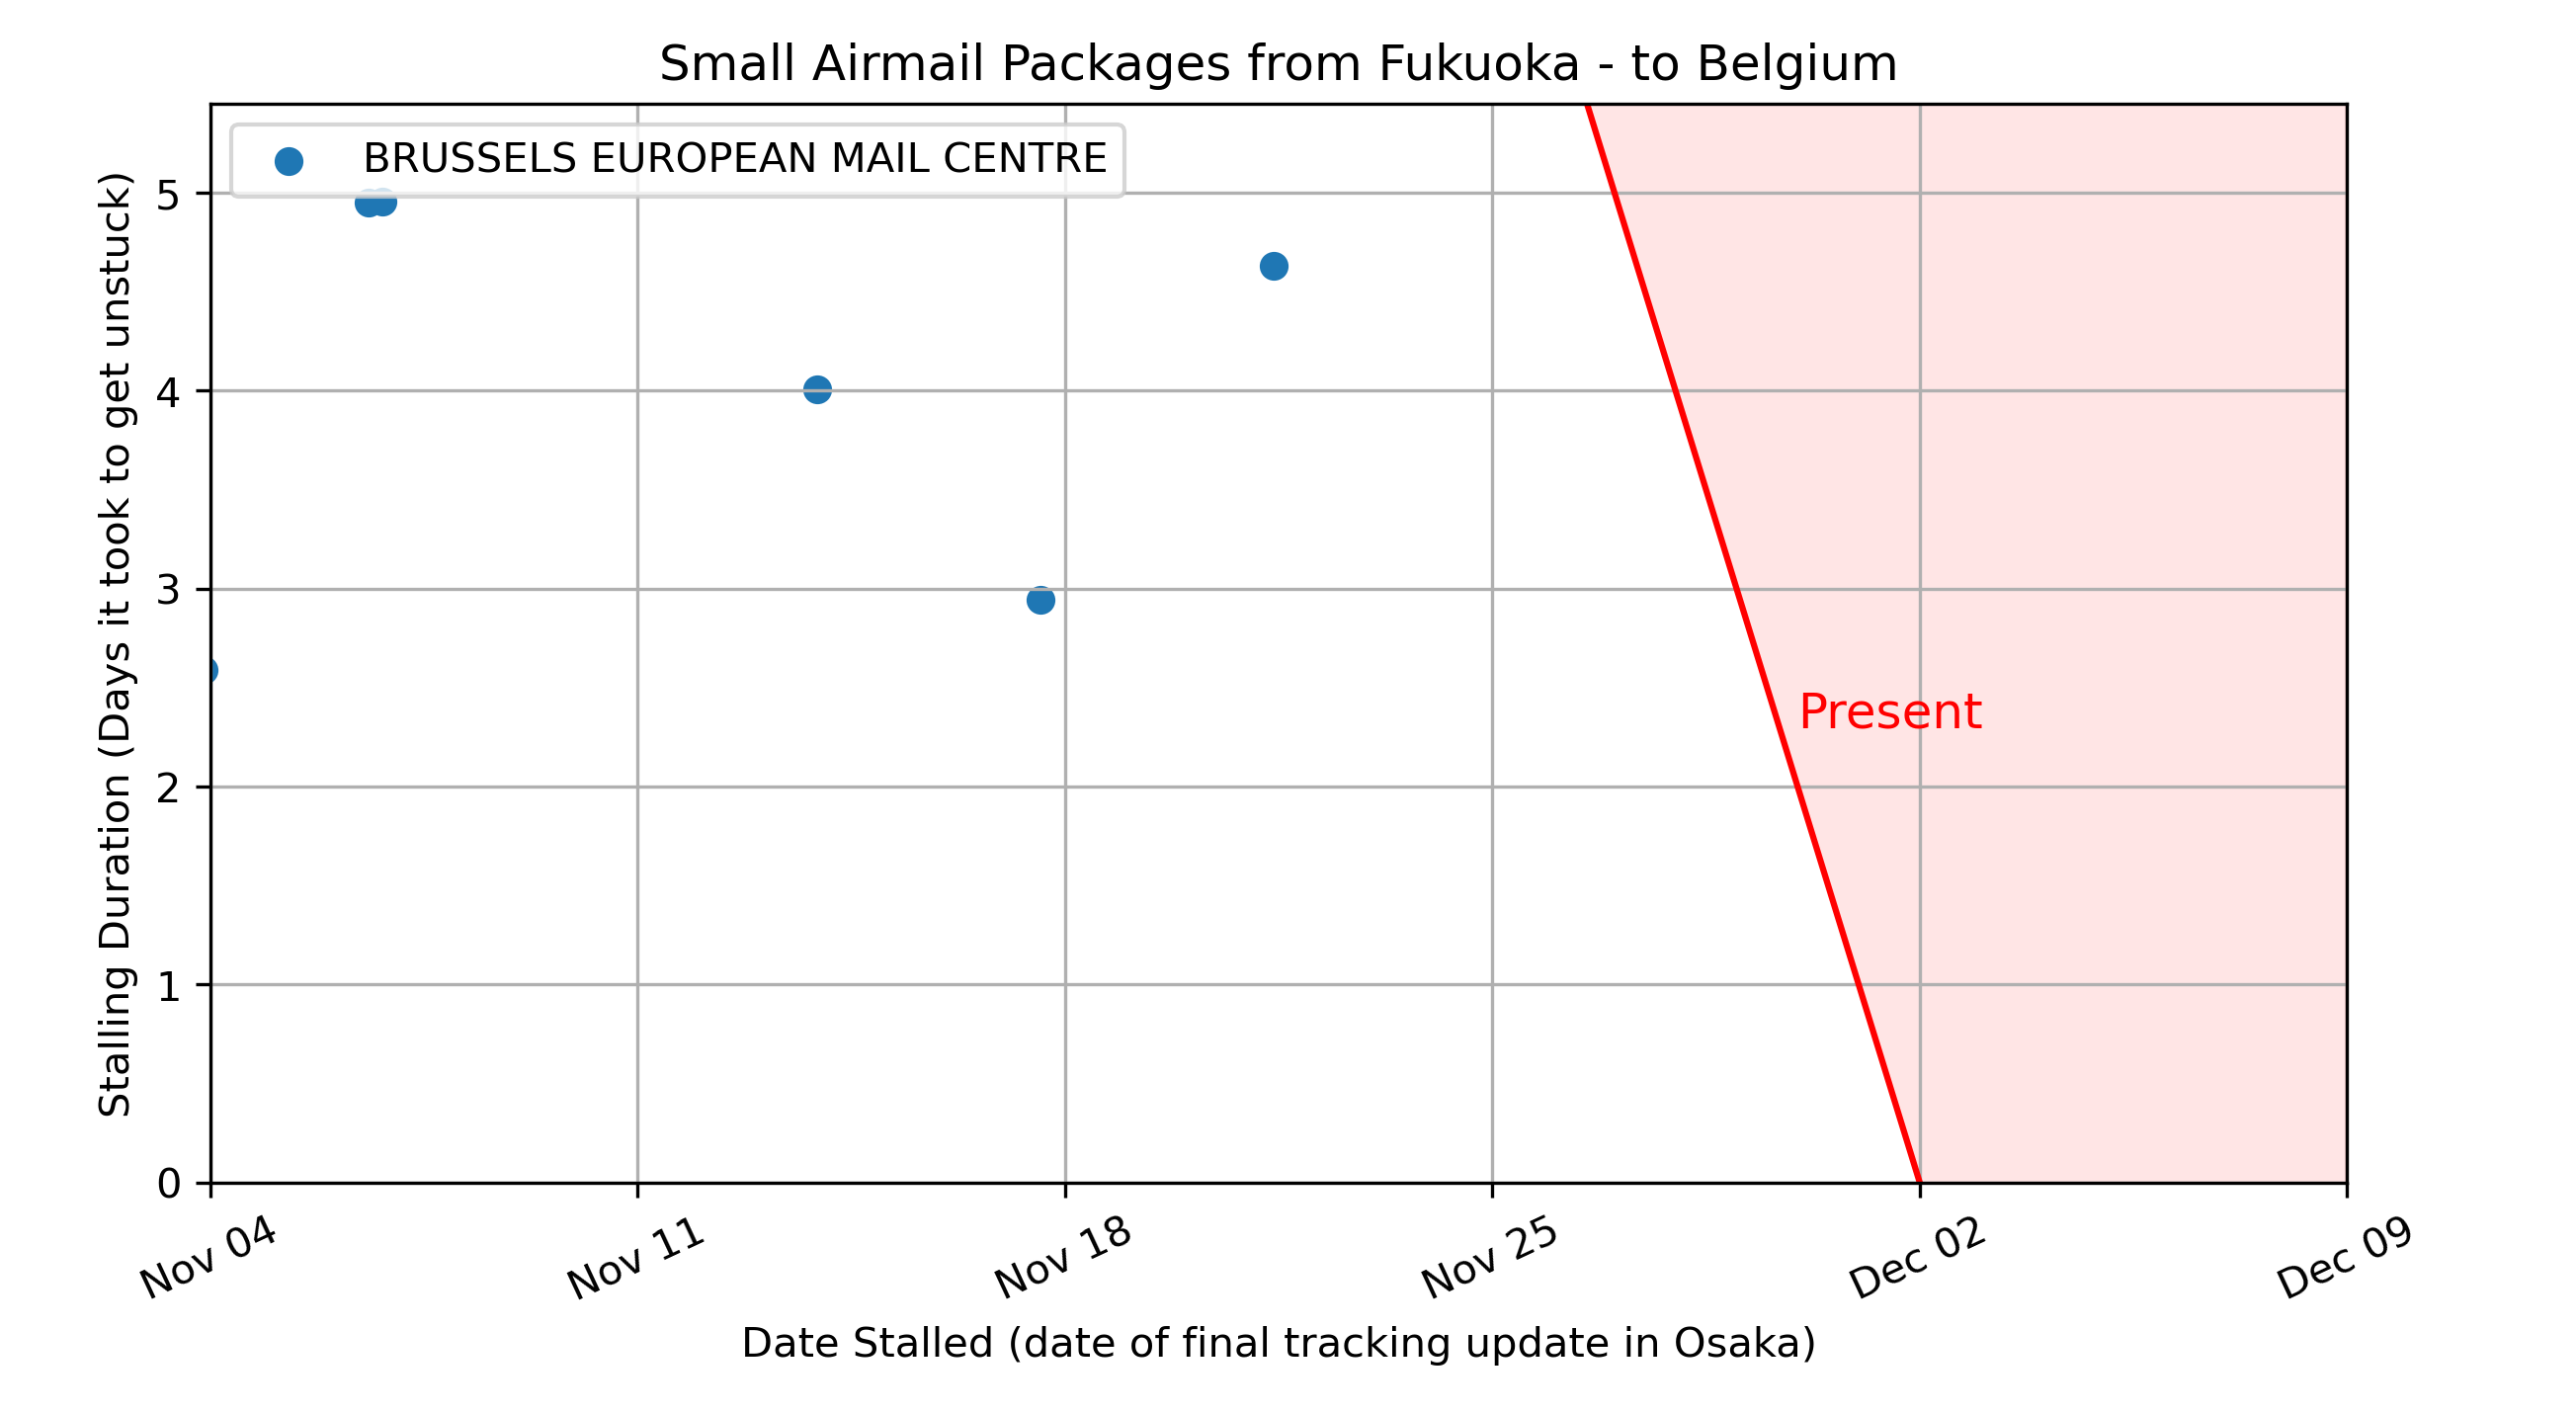 Small Airmail Packages from Fukuoka - to Belgium
BRUSSELS EUROPEAN MAIL CENTRE
Stalling Duration (Days it took to get unstuck)
5
4
3
2
1
0
Present
Nov 04
Nov 11
Nov 18
Nov 25
Dec 02
Dec 09
Date Stalled (date of final tracking update in Osaka)